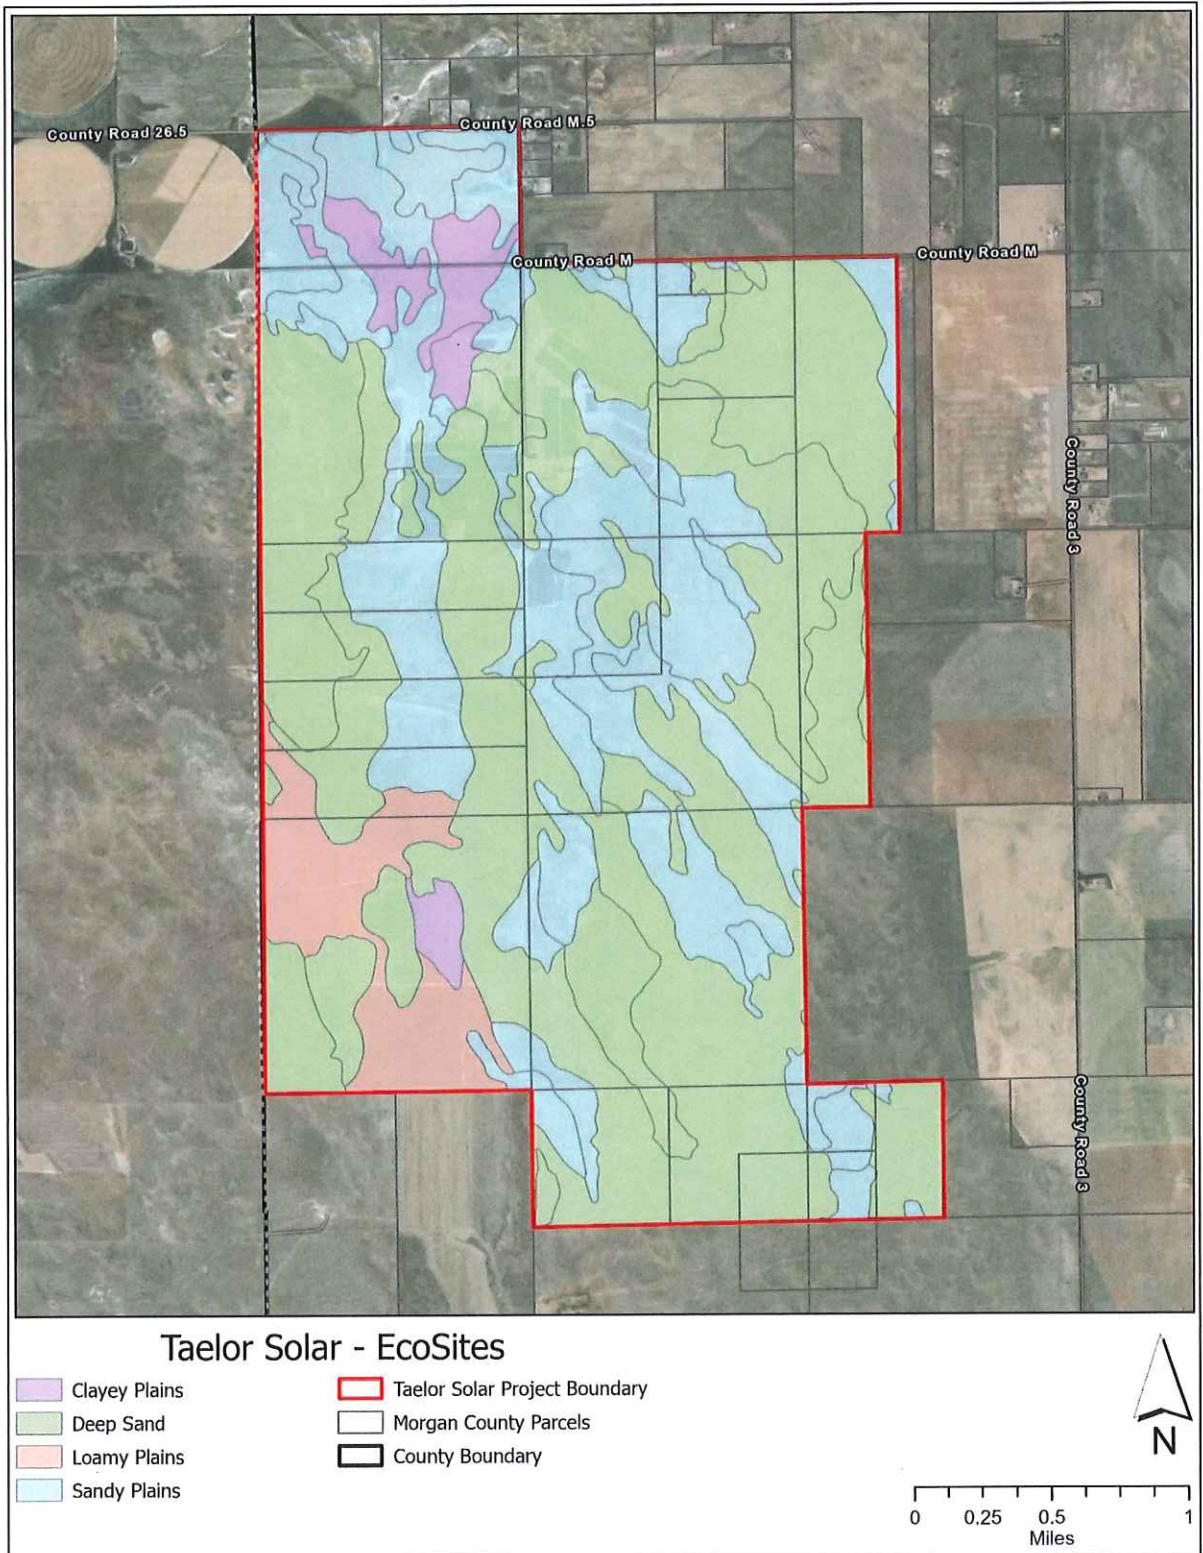 County Road 26.5
County Road M.5
County Road M
County Road M
County Road 3
County Road 3
Taelor Solar - EcoSites
Clayey Plains
Deep Sand
Loamy Plains
Sandy Plains
Taelor Solar Project Boundary
Morgan County Parcels
County Boundary
N
0 0.25 0.5 1
Miles